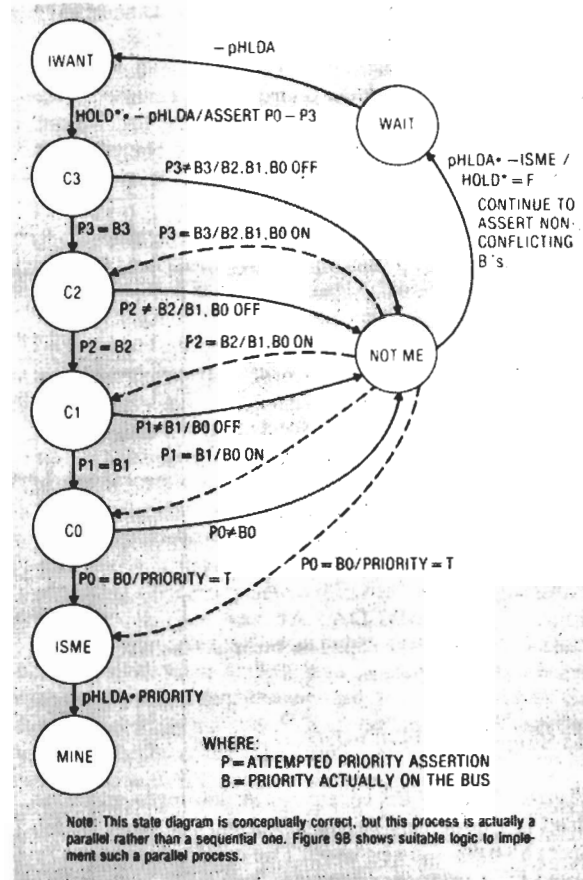 IWANT
−pHLDA
WAIT
HOLD*• −pHLDA/ASSERT P0−P3
pHLDA• −ISME /
HOLD* = F
CONTINUE TO
ASSERT NON-
CONFLICTING
B's
C3
P3≠B3/B2.B1.B0 OFF
P3=B3
P3=B3/B2.B1.B0 ON
C2
P2 ≠ B2/B1.B0 OFF
NOT ME
P2=B2
P2=B2/B1.B0 ON
C1
P1≠B1/B0 OFF
P1=B1
P1=B1/B0 ON
C0
P0≠B0
P0=B0/PRIORITY=T
P0=B0/PRIORITY=T
ISME
pHLDA•PRIORITY
MINE
WHERE:
P=ATTEMPTED PRIORITY ASSERTION
B=PRIORITY ACTUALLY ON THE BUS
Note: This state diagram is conceptually correct, but this process is actually a
parallel rather than a sequential one. Figure 9B shows suitable logic to imple-
ment such a parallel process.